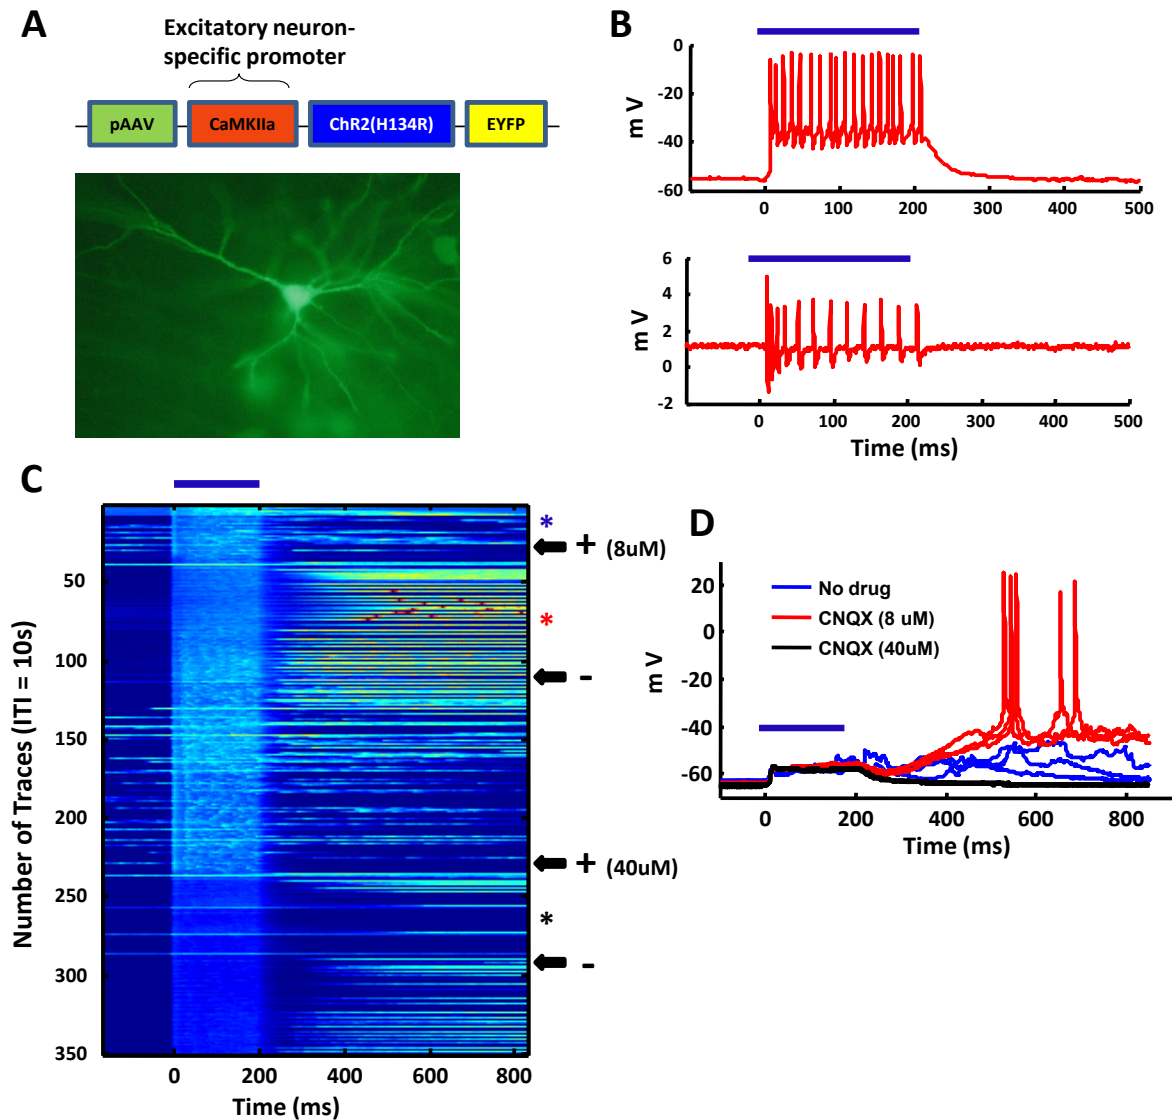 A
Excitatory neuron-
specific promoter
pAAV
CaMKIIa
ChR2(H134R)
EYFP
B
0
-20
-40
-60
m V
0
100
200
300
400
500
6
4
2
0
-2
m V
0
100
200
300
400
500
Time (ms)
C
50
100
150
200
250
300
350
Number of Traces (ITI = 10s)
0
200
400
600
800
Time (ms)
*
+ (8uM)
*
-
+
(40uM)
*
-
D
20
0
-20
-40
-60
m V
No drug
CNQX (8 uM)
CNQX (40uM)
0
200
400
600
800
Time (ms)